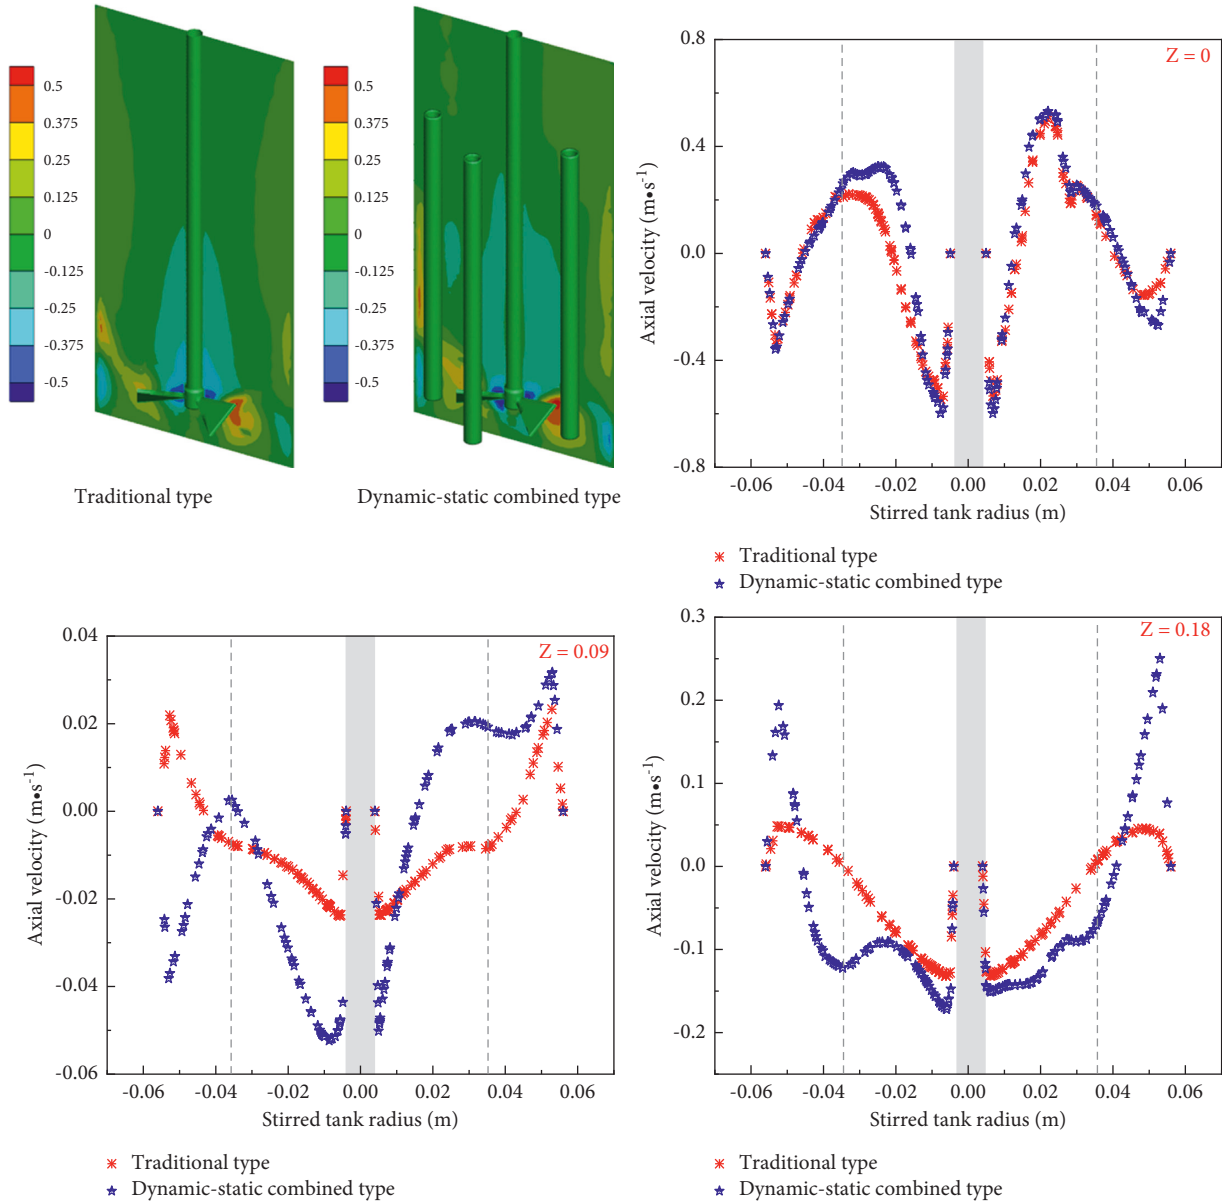 0.5
0.375
0.25
0.125
0
-0.125
-0.25
-0.375
-0.5
Traditional type
0.5
0.375
0.25
0.125
0
-0.125
-0.25
-0.375
-0.5
Dynamic-static combined type
Z = 0
0.8
0.4
0.0
-0.4
-0.8
Axial velocity (m•s⁻¹)
-0.06 -0.04 -0.02 0.00 0.02 0.04 0.06
Stirred tank radius (m)
Traditional type
Dynamic-static combined type
Z = 0.09
0.04
0.02
0.00
-0.02
-0.04
-0.06
Axial velocity (m•s⁻¹)
-0.06 -0.04 -0.02 0.00 0.02 0.04 0.06
Stirred tank radius (m)
Traditional type
Dynamic-static combined type
Z = 0.18
0.3
0.2
0.1
0.0
-0.1
-0.2
Axial velocity (m•s⁻¹)
-0.06 -0.04 -0.02 0.00 0.02 0.04 0.06
Stirred tank radius (m)
Traditional type
Dynamic-static combined type